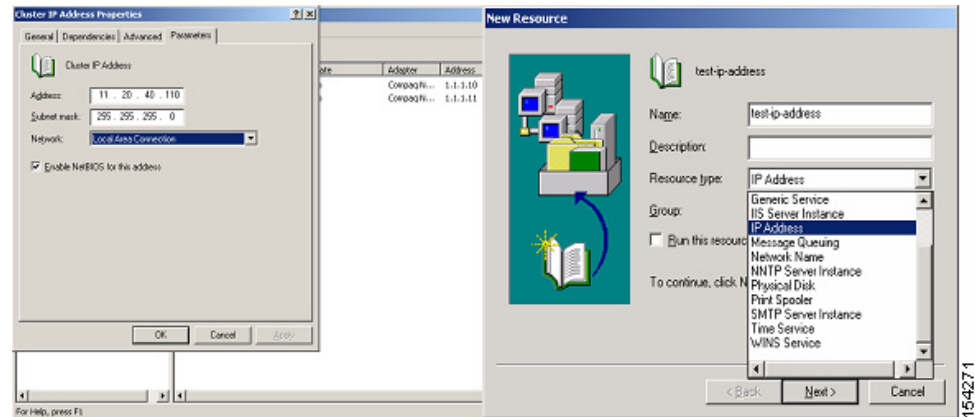 Cluster IP Address Properties
General Dependencies Advanced Parameters
Cluster IP Address
Address: 11 . 20 . 40 . 110
Subnet mask: 255 . 255 . 255 . 0
Network: Local Area Connection
Enable NetBIOS for this address
OK Cancel Apply
ate Adapter Address
Compaq N... 1.1.1.10
Compaq N... 1.1.1.11
For Help, press F1
New Resource
test-ip-address
Name: test-ip-address
Description:
Resource type: IP Address
Generic Service
IIS Server Instance
IP Address
Message Queuing
Network Name
NNTP Server Instance
Physical Disk
Print Spooler
SMTP Server Instance
Time Service
WINS Service
Group:
Run this resourc
To continue, click N
< Back Next > Cancel
154271